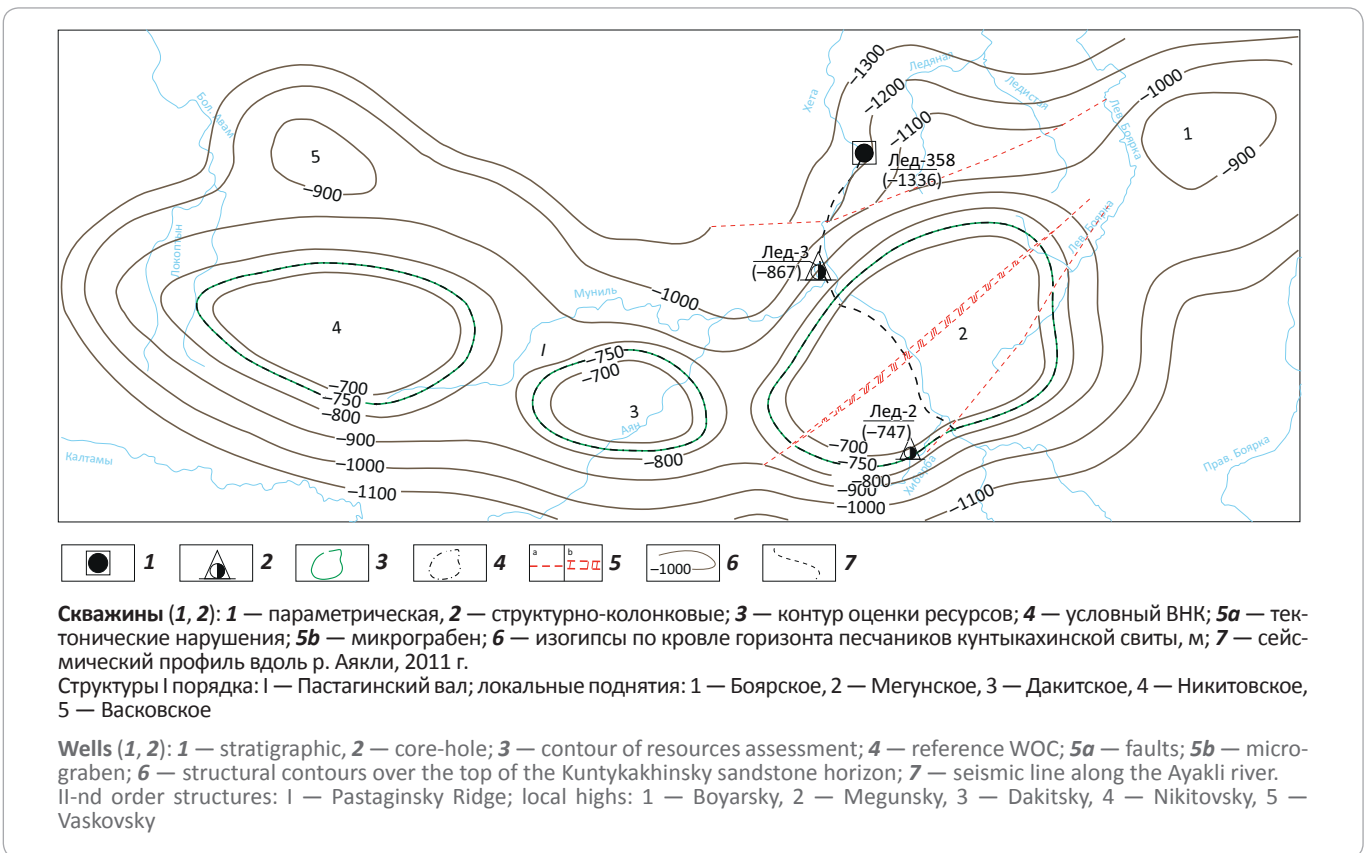 –1300
Ледяная
–1200
–1000
Хета
Ледистая
Бол. Авам
Лев. Боярка
–1100
1
5
Лед-358
(–1336)
–900
–900
Лев. Боярка
Локоптын
Лед-3
(–867)
Муниль
–1000
4
2
I
–750
–700
–700
–750
–800
3
Лед-2
(–747)
Аян
–700
–900
–800
–750
–800
Калтамы
–1000
–900
Прав. Боярка
–1100
–1000
–1100
1
2
3
4
a
b
5
–1000
6
7
Скважины (1, 2): 1 — параметрическая, 2 — структурно-колонковые; 3 — контур оценки ресурсов; 4 — условный ВНК; 5a — тек-
тонические нарушения; 5b — микрограбен; 6 — изогипсы по кровле горизонта песчаников кунтыкахинской свиты, м; 7 — сейс-
мический профиль вдоль р. Аякли, 2011 г.
Структуры I порядка: I — Пастагинский вал; локальные поднятия: 1 — Боярское, 2 — Мегунское, 3 — Дакитское, 4 — Никитовское,
5 — Васковское
Wells (1, 2): 1 — stratigraphic, 2 — core-hole; 3 — contour of resources assessment; 4 — reference WOC; 5a — faults; 5b — micro-
graben; 6 — structural contours over the top of the Kuntykakhinsky sandstone horizon; 7 — seismic line along the Ayakli river.
II-nd order structures: I — Pastaginsky Ridge; local highs: 1 — Boyarsky, 2 — Megunsky, 3 — Dakitsky, 4 — Nikitovsky, 5 —
Vaskovsky